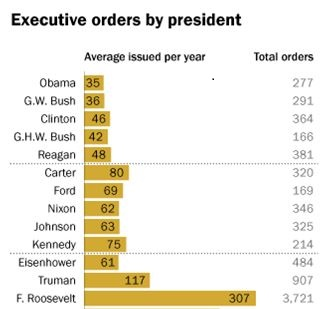 Executive orders by president
Average issued per year Total orders
Obama 35 277
G.W. Bush 36 291
Clinton 46 364
G.H.W. Bush 42 166
Reagan 48 381
Carter 80 320
Ford 69 169
Nixon 62 346
Johnson 63 325
Kennedy 75 214
Eisenhower 61 484
Truman 117 907
F. Roosevelt 307 3,721